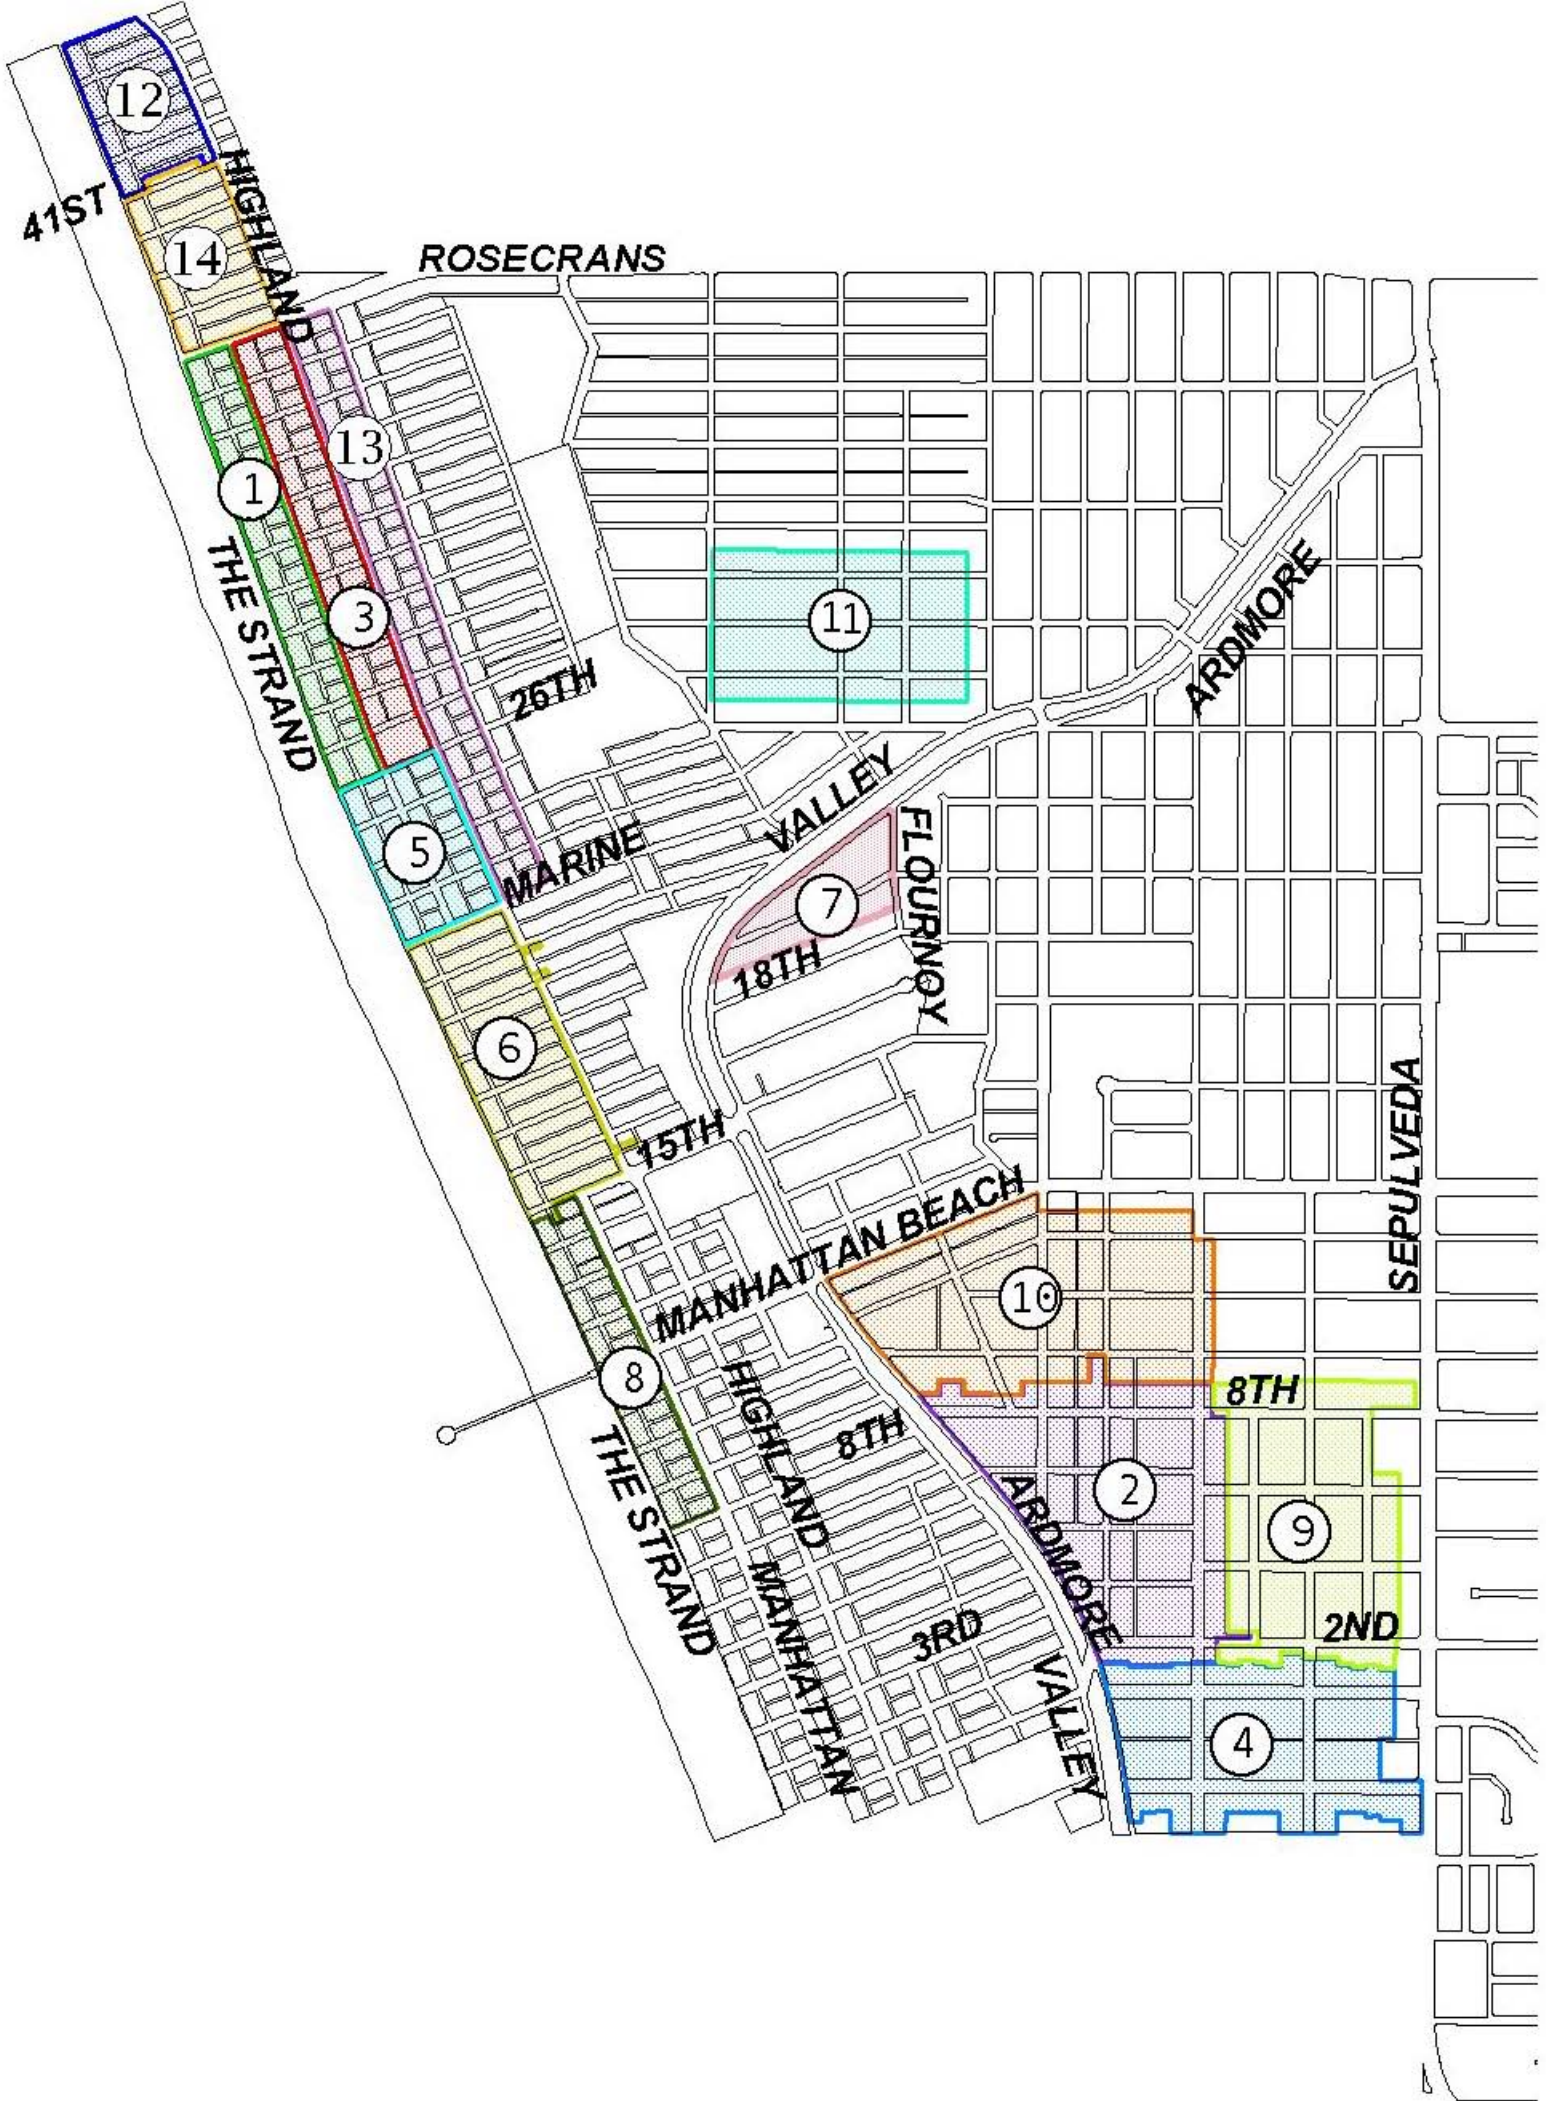 12
41ST
HIGHLAND
14
ROSECRANS
13
1
THE STRAND
3
11
ARDMORE
26TH
VALLEY
5
MARINE
7
FLOURNOY
18TH
6
15TH
SEPULVEDA
MANHATTAN BEACH
10
8
HIGHLAND
8TH
8TH
THE STRAND
2
ARDMORE
9
MANHATTAN
3RD
2ND
VALLEY
4